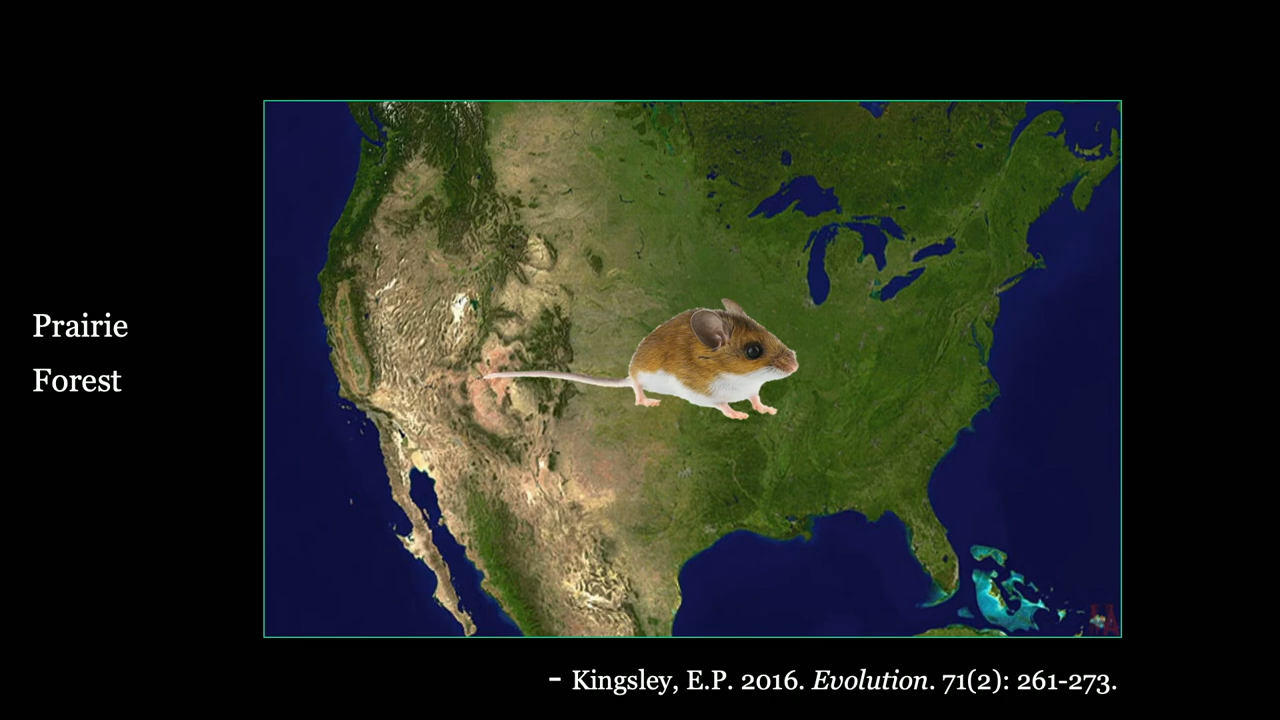 Prairie
Forest
- Kingsley, E.P. 2016. Evolution. 71(2): 261-273.